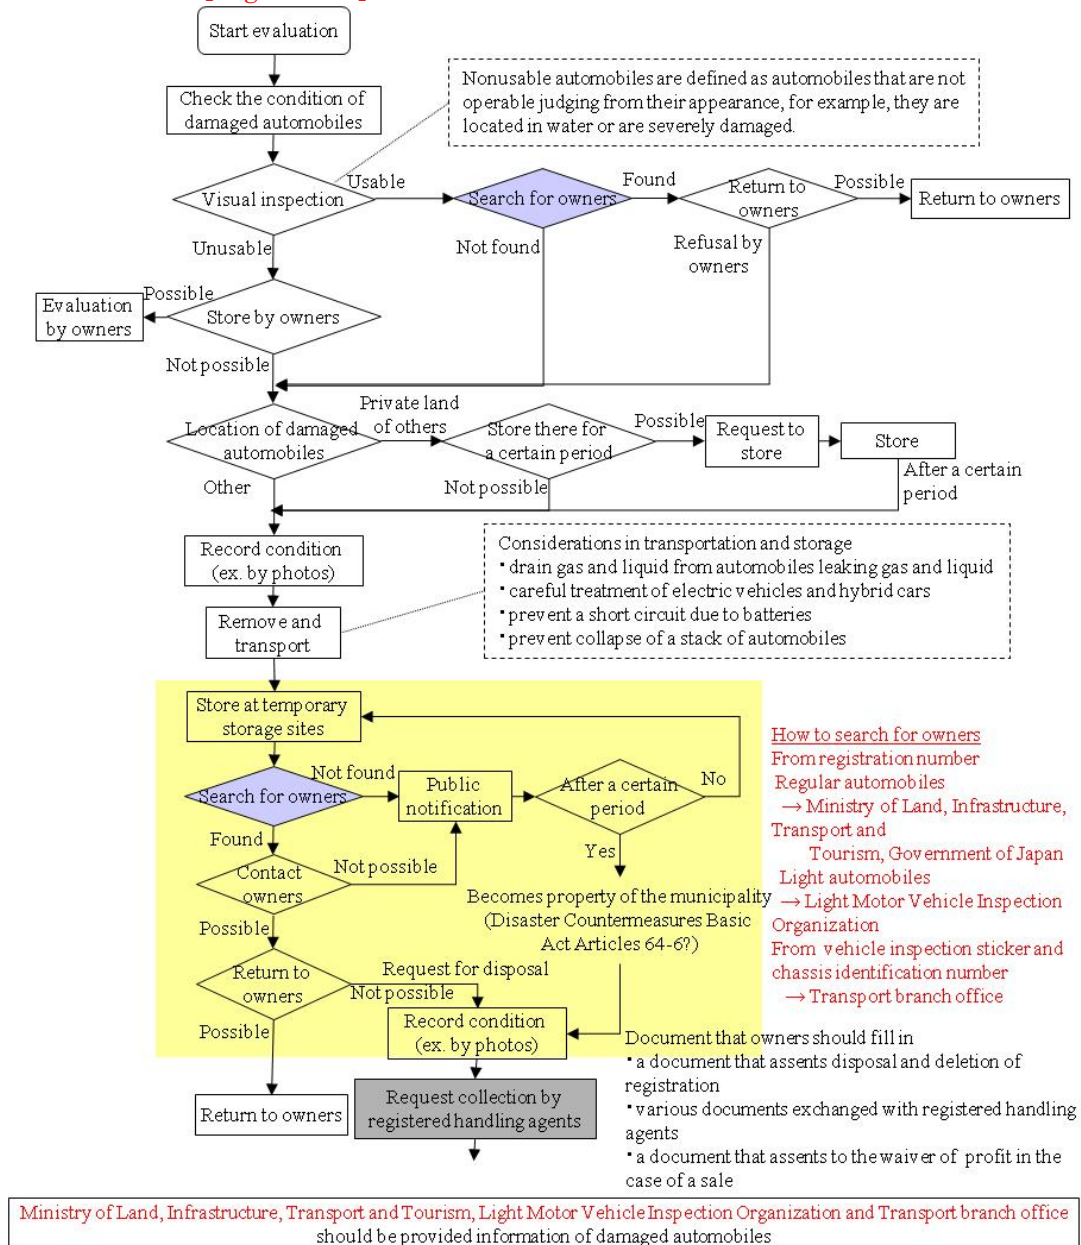 Start evaluation
Check the condition of
damaged automobiles
Nonusable automobiles are defined as automobiles that are not
operable judging from their appearance, for example, they are
located in water or are severely damaged.
Visual inspection
Usable
Search for owners
Found
Return to
owners
Possible
Return to owners
Unusable
Not found
Refusal by
owners
Possible
Evaluation
by owners
Store by owners
Not possible
Location of damaged
automobiles
Private land
of others
Store there for
a certain period
Possible
Request to
store
Store
Other
Not possible
After a certain
period
Record condition
(ex. by photos)
Considerations in transportation and storage
・drain gas and liquid from automobiles leaking gas and liquid
・careful treatment of electric vehicles and hybrid cars
・prevent a short circuit due to batteries
・prevent collapse of a stack of automobiles
Remove and
transport
Store at temporary
storage sites
Search for owners
Not found
Public
notification
After a certain
period
No
Found
Yes
Contact
owners
Not possible
Becomes property of the municipality
(Disaster Countermeasures Basic
Act Articles 64-6?)
Possible
Return to
owners
Request for disposal
Not possible
Possible
Record condition
(ex. by photos)
Return to owners
Request collection by
registered handling agents
How to search for owners
From registration number
Regular automobiles
→ Ministry of Land, Infrastructure,
Transport and
Tourism, Government of Japan
Light automobiles
→ Light Motor Vehicle Inspection
Organization
From vehicle inspection sticker and
chassis identification number
→ Transport branch office
Document that owners should fill in
・a document that assents disposal and deletion of
registration
・various documents exchanged with registered handling
agents
・a document that assents to the waiver of profit in the
case of a sale
Ministry of Land, Infrastructure, Transport and Tourism, Light Motor Vehicle Inspection Organization and Transport branch office
should be provided information of damaged automobiles